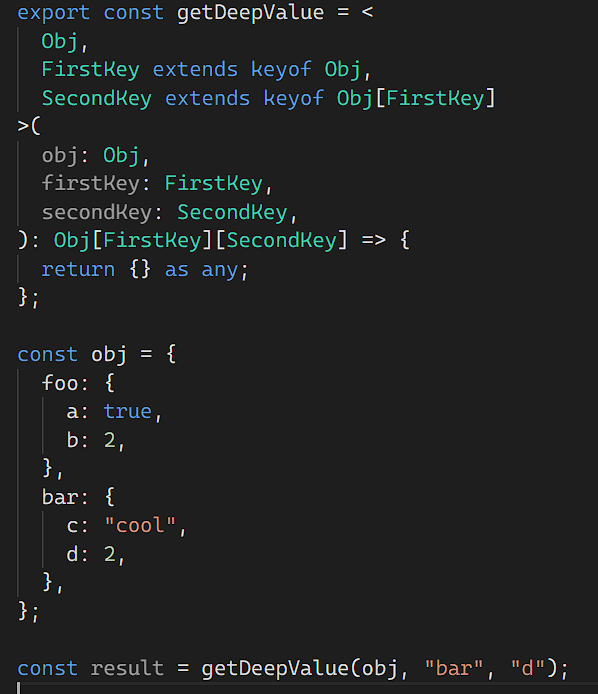 export const getDeepValue = <
  Obj,
  FirstKey extends keyof Obj,
  SecondKey extends keyof Obj[FirstKey]
>(
  obj: Obj,
  firstKey: FirstKey,
  secondKey: SecondKey,
): Obj[FirstKey][SecondKey] => {
  return {} as any;
};

const obj = {
  foo: {
    a: true,
    b: 2,
  },
  bar: {
    c: "cool",
    d: 2,
  },
};

const result = getDeepValue(obj, "bar", "d");